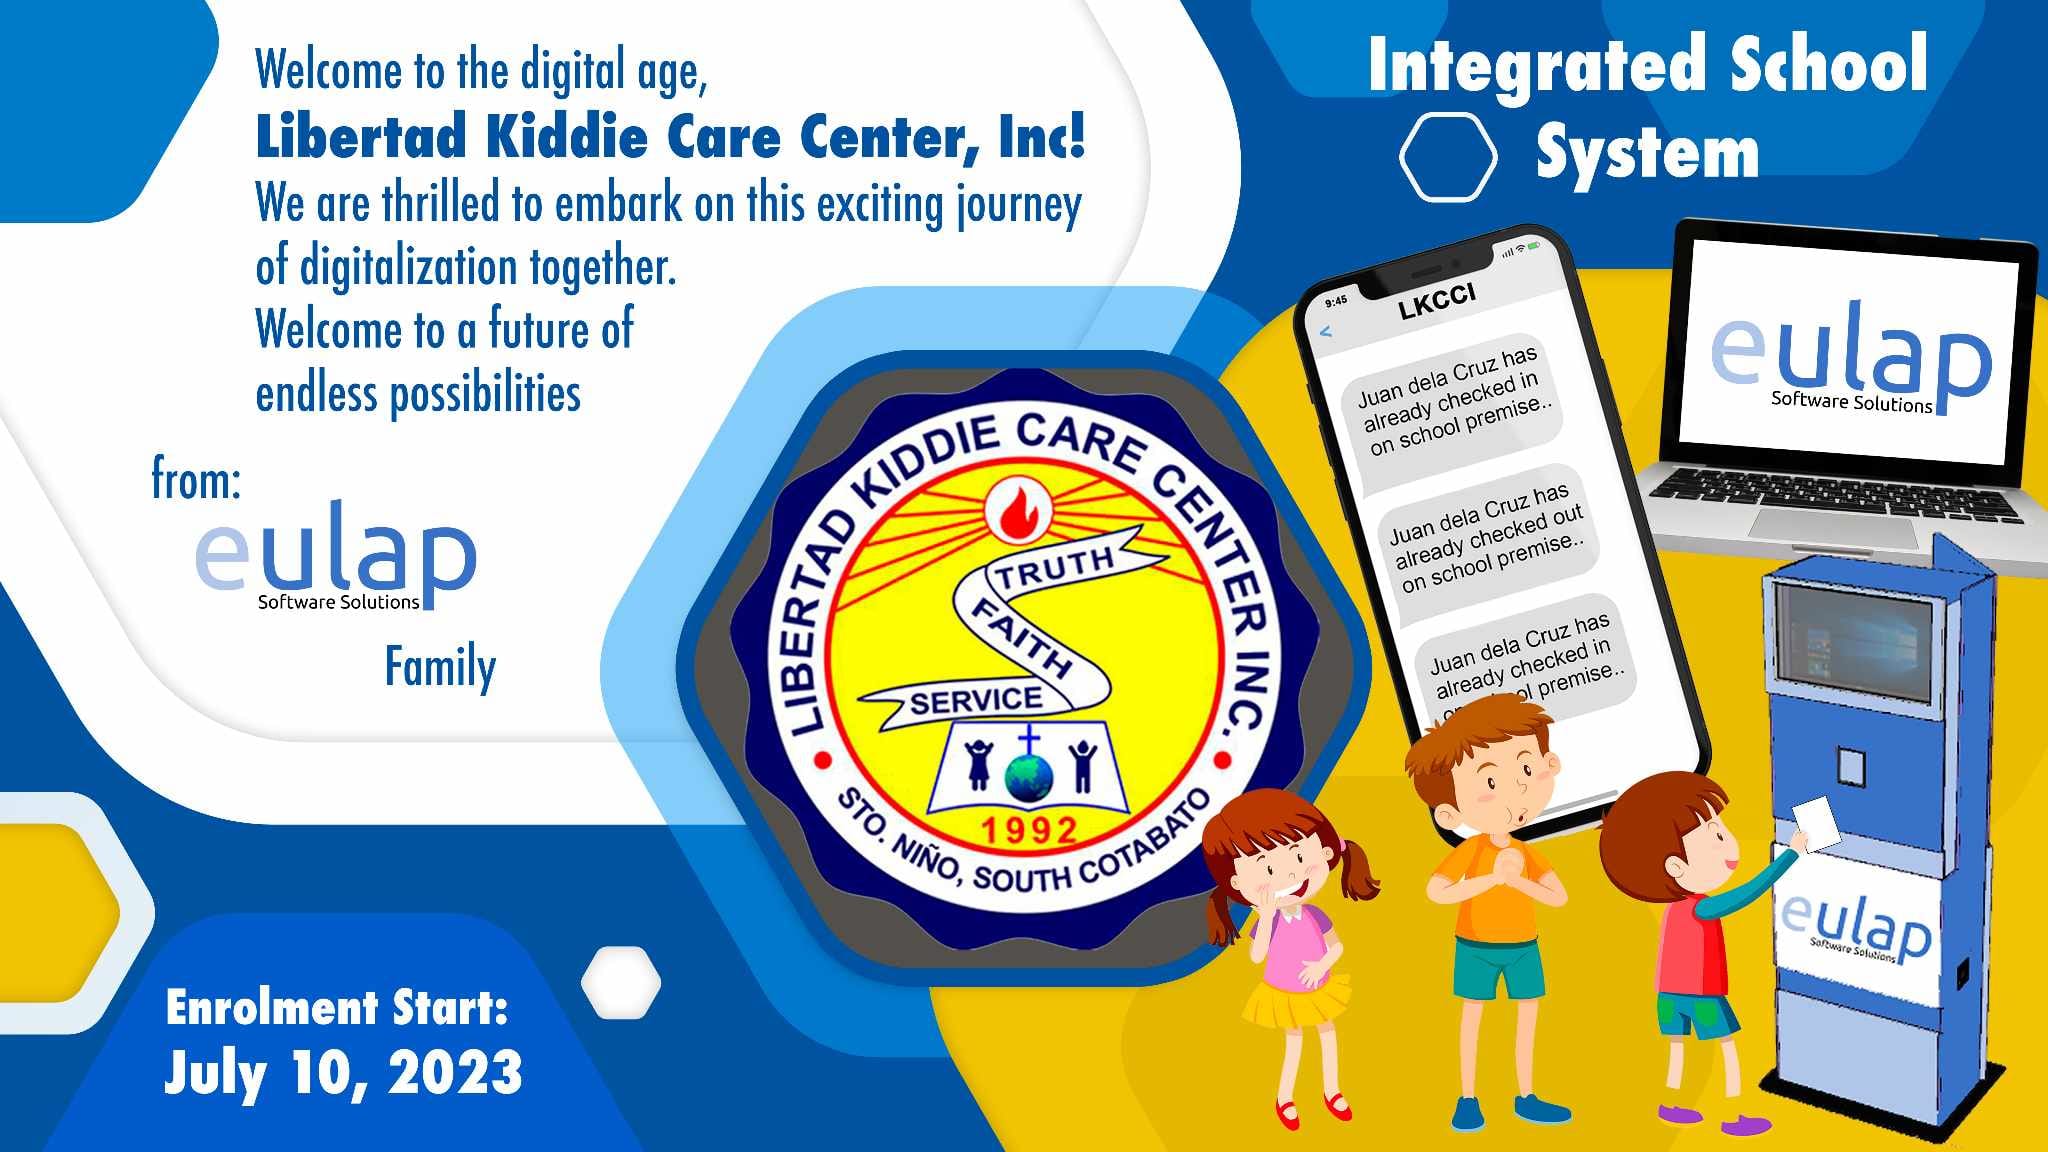 Welcome to the digital age,
Libertad Kiddie Care Center, Inc!
We are thrilled to embark on this exciting journey
of digitalization together.
Welcome to a future of
endless possibilities
from:
eulap
Software Solutions
Family
Enrolment Start:
July 10, 2023
LIBERTAD KIDDIE CARE CENTER INC.
TRUTH
FAITH
SERVICE
1992
STO. NIÑO, SOUTH COTABATO
Integrated School
System
9:45
<
LKCCI
Juan dela Cruz has
already checked in
on school premise..
Juan dela Cruz has
already checked out
on school premise..
Juan dela Cruz has
already checked in
premise..
eulap
Software Solutions
eulap
Software Solutions